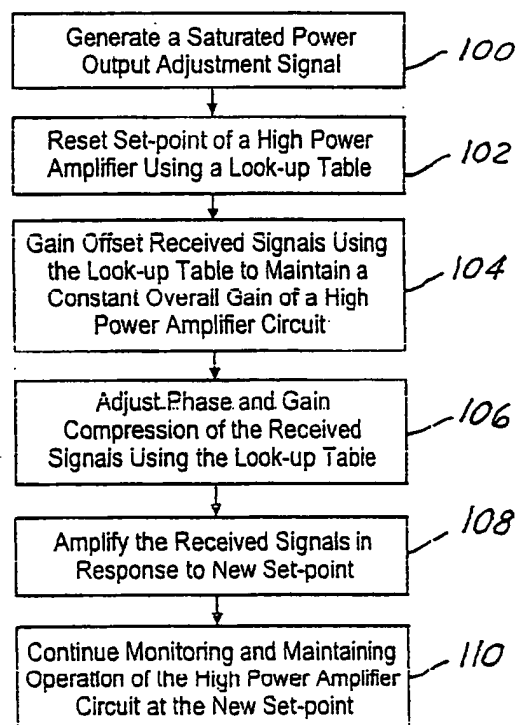 Generate a Saturated Power
Output Adjustment Signal
100
Reset Set-point of a High Power
Amplifier Using a Look-up Table
102
Gain Offset Received Signals Using
the Look-up Table to Maintain a
Constant Overall Gain of a High
Power Amplifier Circuit
104
Adjust Phase and Gain
Compression of the Received
Signals Using the Look-up Table
106
Amplify the Received Signals in
Response to New Set-point
108
Continue Monitoring and Maintaining
Operation of the High Power Amplifier
Circuit at the New Set-point
110